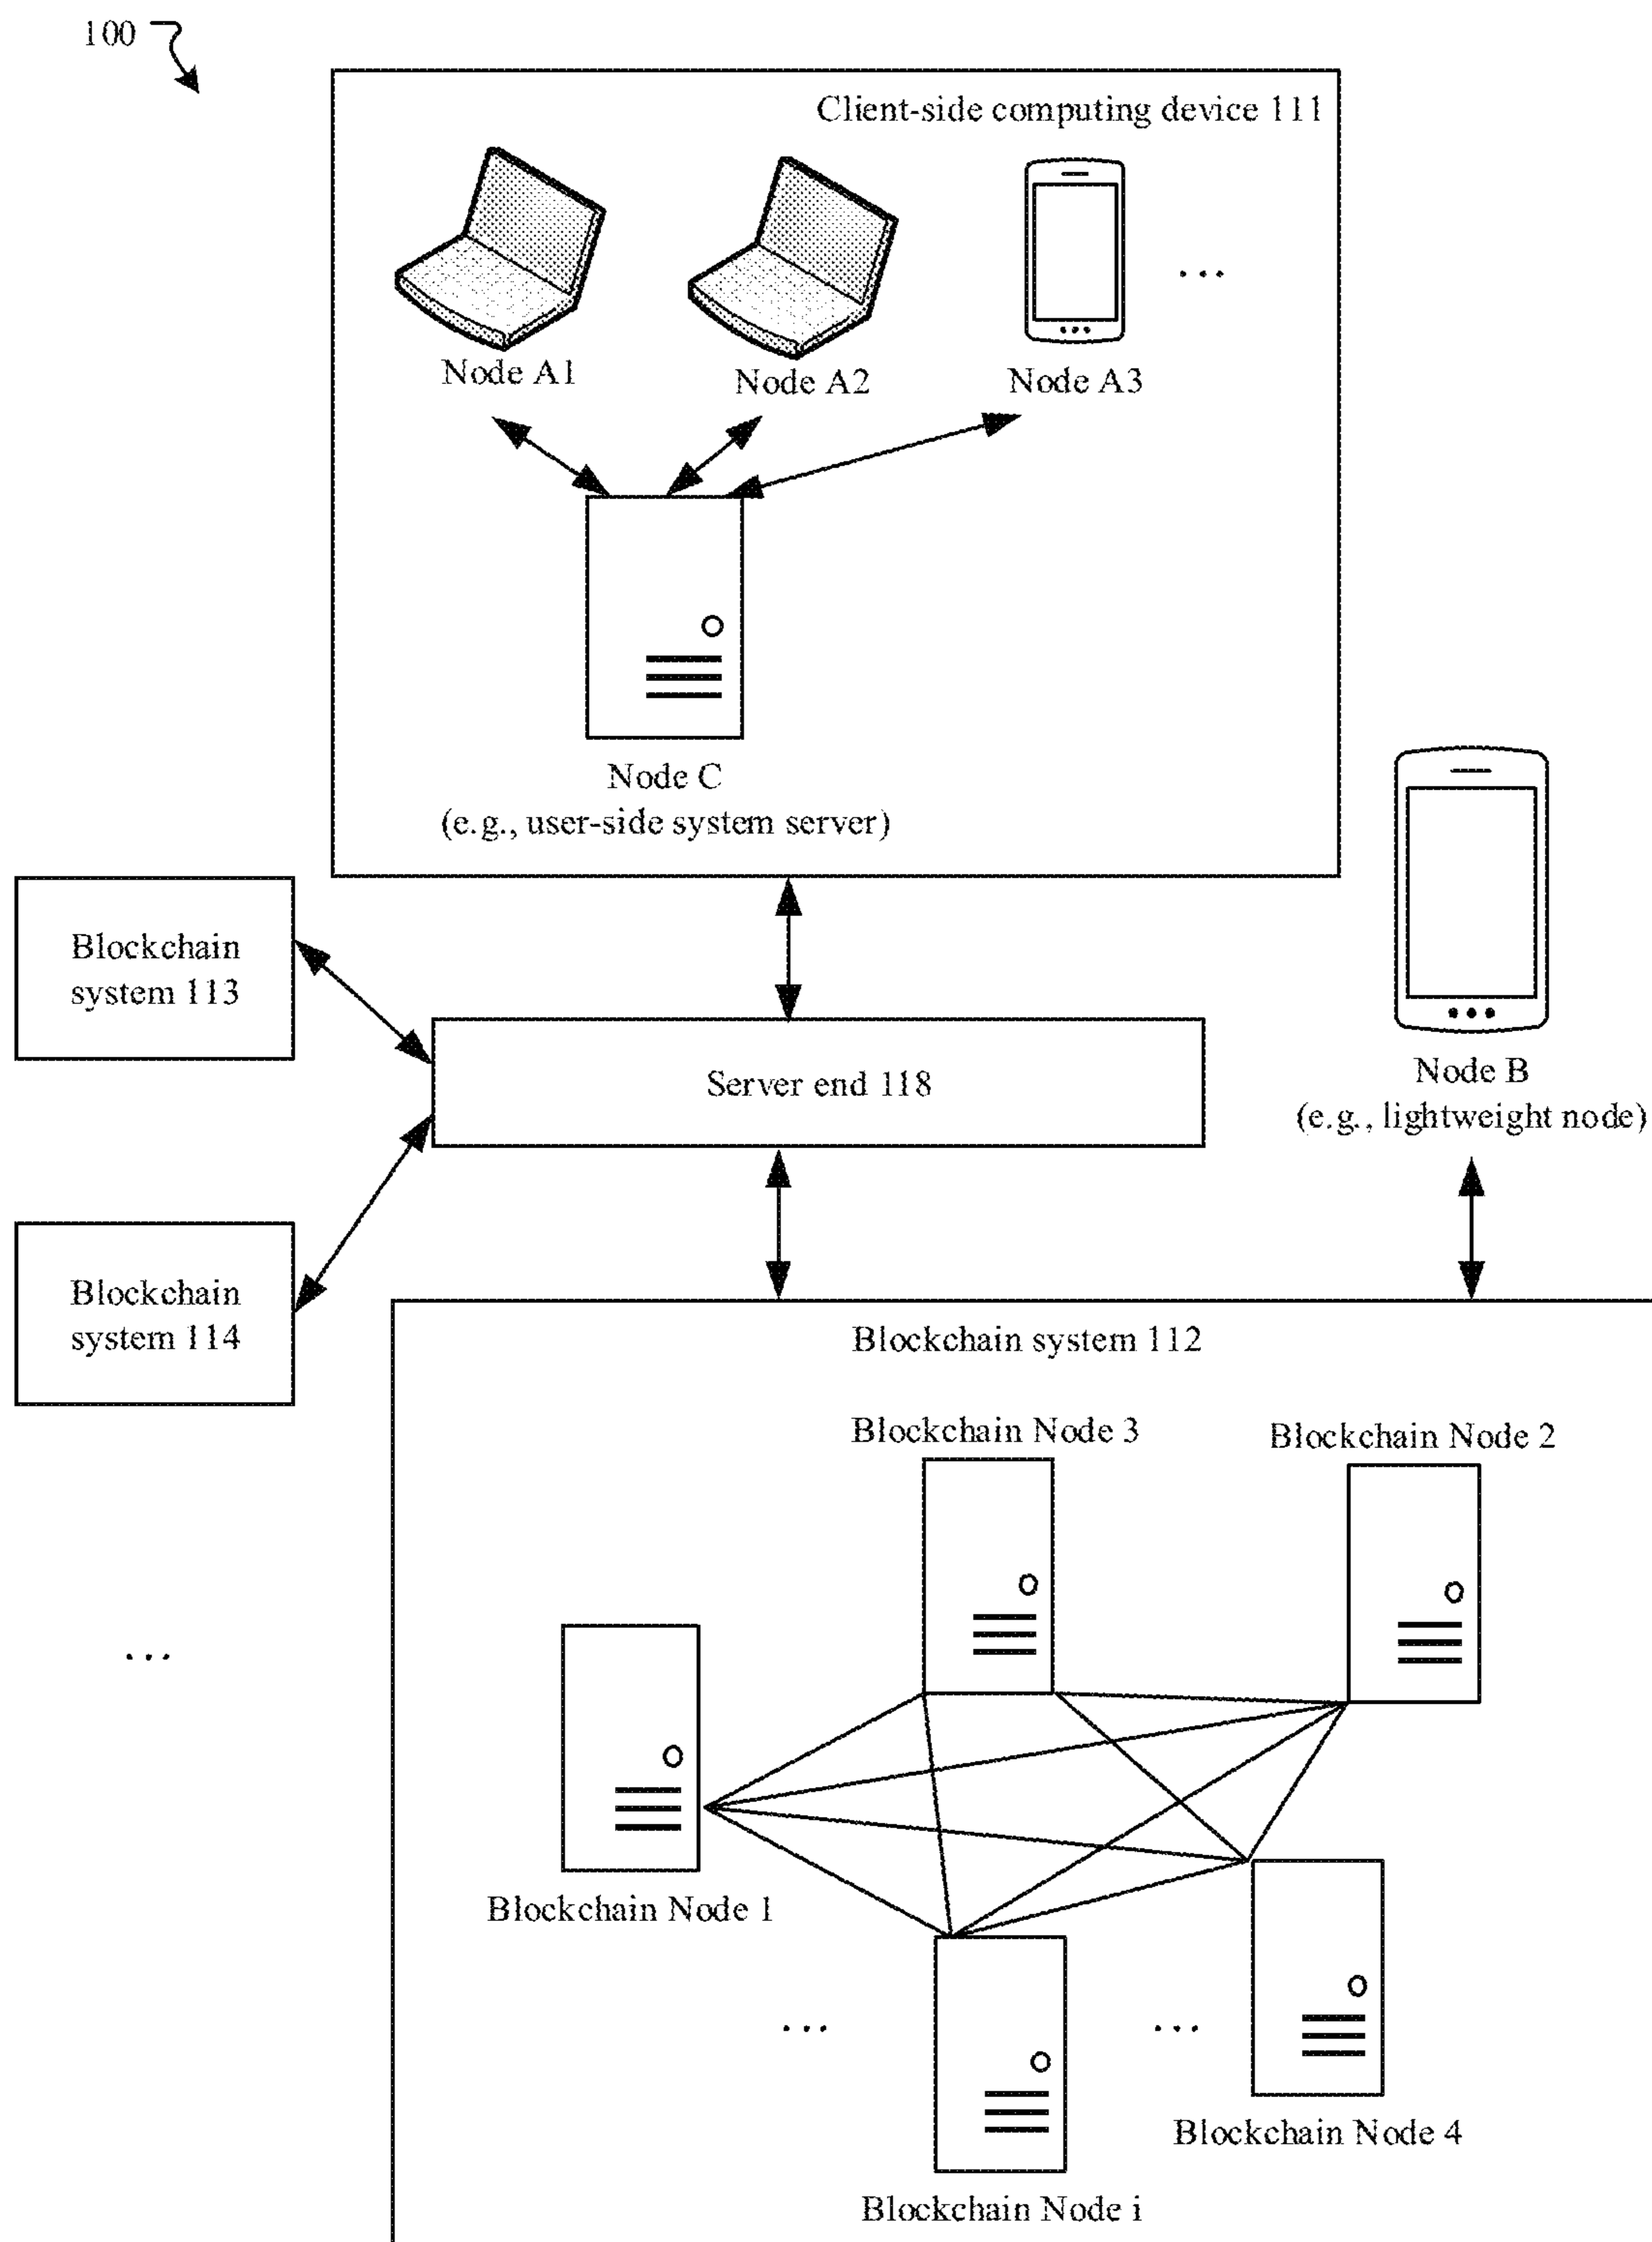 100
Client-side computing device 111
...
Node A1
Node A2
Node A3
Node C
(e.g., user-side system server)
Blockchain
system 113
Server end 118
Node B
(e.g., lightweight node)
Blockchain
system 114
Blockchain system 112
Blockchain Node 3
Blockchain Node 2
...
Blockchain Node 1
...
...
Blockchain Node 4
Blockchain Node i